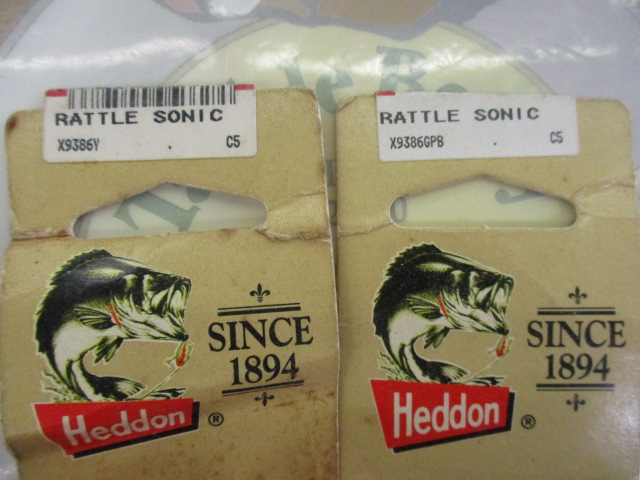 RATTLE SONIC
X9386Y C5
SINCE
1894
Heddon ®
RATTLE SONIC
X9386GPB C5
SINCE
1894
Heddon ®